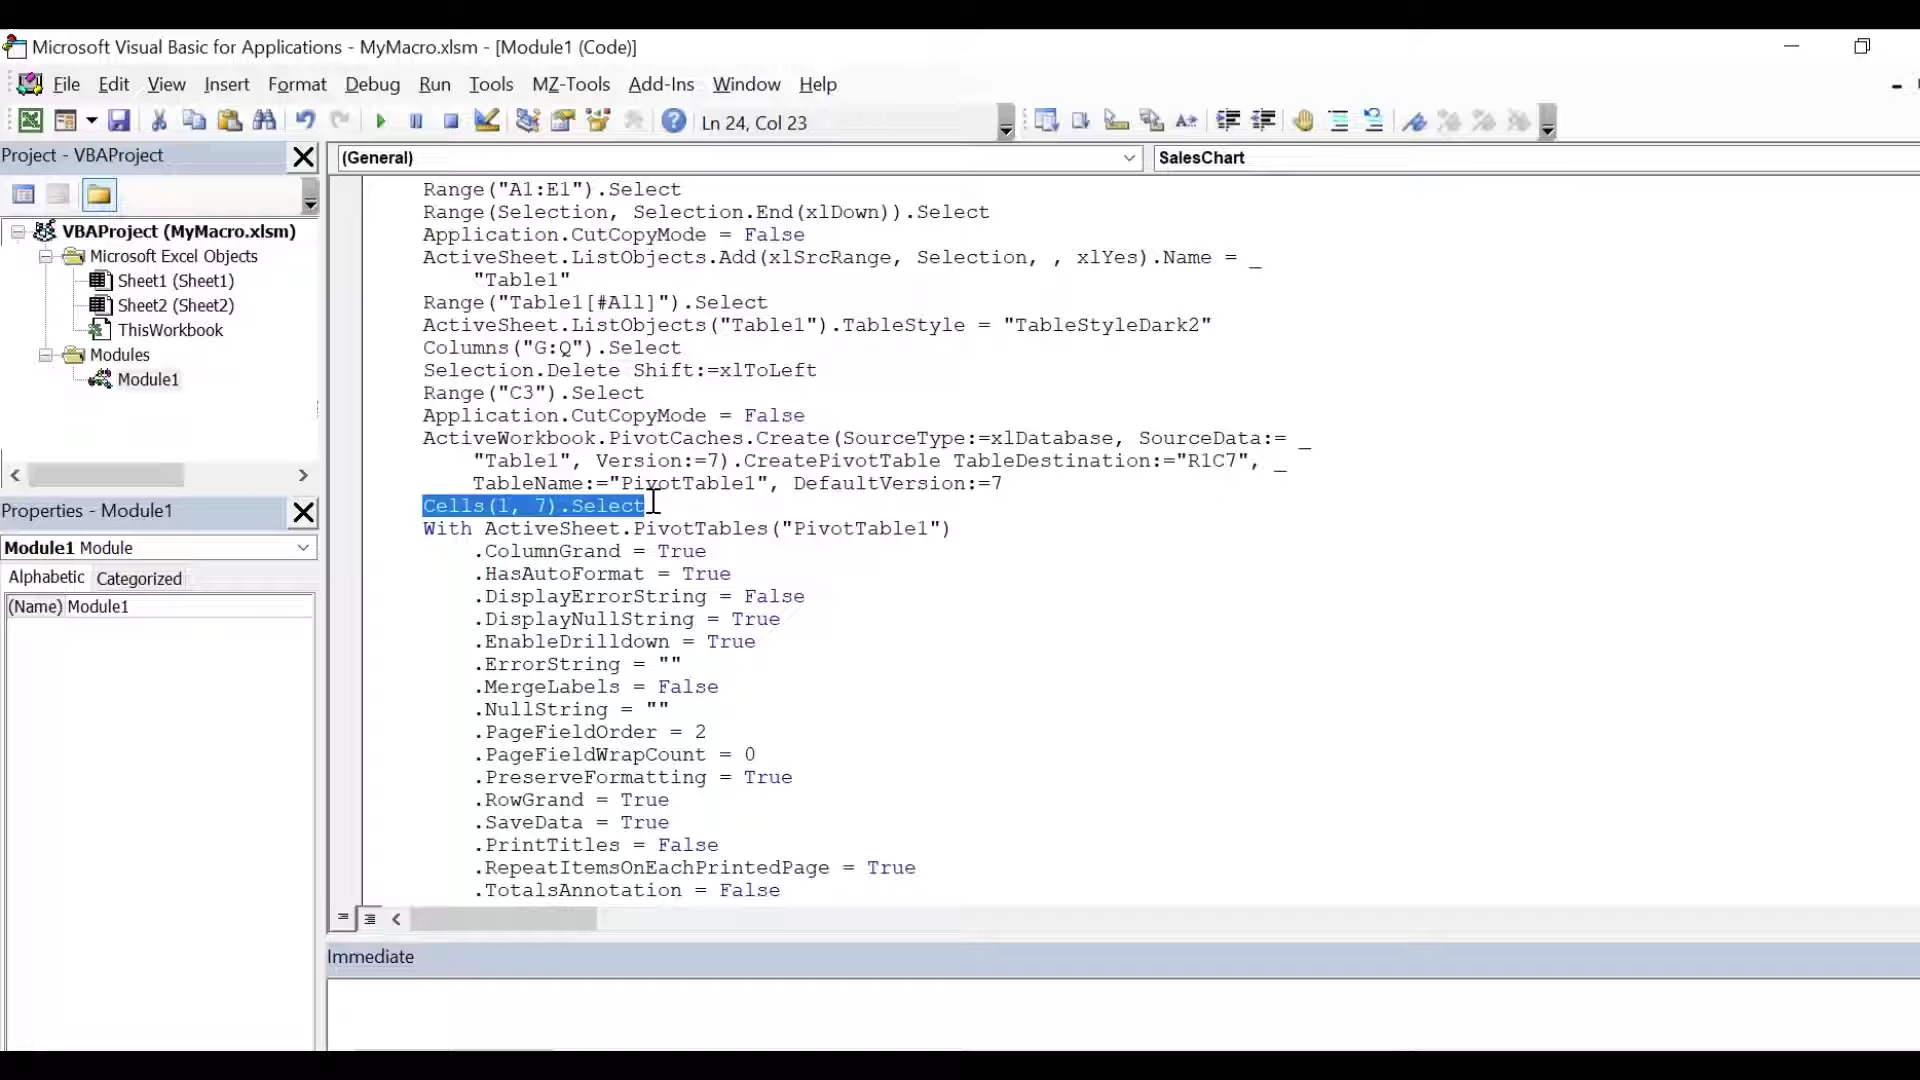 Microsoft Visual Basic for Applications - MyMacro.xlsm - [Module1 (Code)]
File Edit View Insert Format Debug Run Tools MZ-Tools Add-Ins Window Help
Ln 24, Col 23
Project - VBAProject
VBAProject (MyMacro.xlsm)
Microsoft Excel Objects
Sheet1 (Sheet1)
Sheet2 (Sheet2)
ThisWorkbook
Modules
Module1
Properties - Module1
Module1 Module
Alphabetic Categorized
(Name) Module1
(General) SalesChart
Range("A1:E1").Select
Range(Selection, Selection.End(xlDown)).Select
Application.CutCopyMode = False
ActiveSheet.ListObjects.Add(xlSrcRange, Selection, , xlYes).Name = _
"Table1"
Range("Table1[#All]").Select
ActiveSheet.ListObjects("Table1").TableStyle = "TableStyleDark2"
Columns("G:Q").Select
Selection.Delete Shift:=xlToLeft
Range("C3").Select
Application.CutCopyMode = False
ActiveWorkbook.PivotCaches.Create(SourceType:=xlDatabase, SourceData:= _
"Table1", Version:=7).CreatePivotTable TableDestination:="R1C7", _
TableName:="PivotTable1", DefaultVersion:=7
Cells(1, 7).Select
With ActiveSheet.PivotTables("PivotTable1")
.ColumnGrand = True
.HasAutoFormat = True
.DisplayErrorString = False
.DisplayNullString = True
.EnableDrilldown = True
.ErrorString = ""
.MergeLabels = False
.NullString = ""
.PageFieldOrder = 2
.PageFieldWrapCount = 0
.PreserveFormatting = True
.RowGrand = True
.SaveData = True
.PrintTitles = False
.RepeatItemsOnEachPrintedPage = True
.TotalsAnnotation = False
Immediate